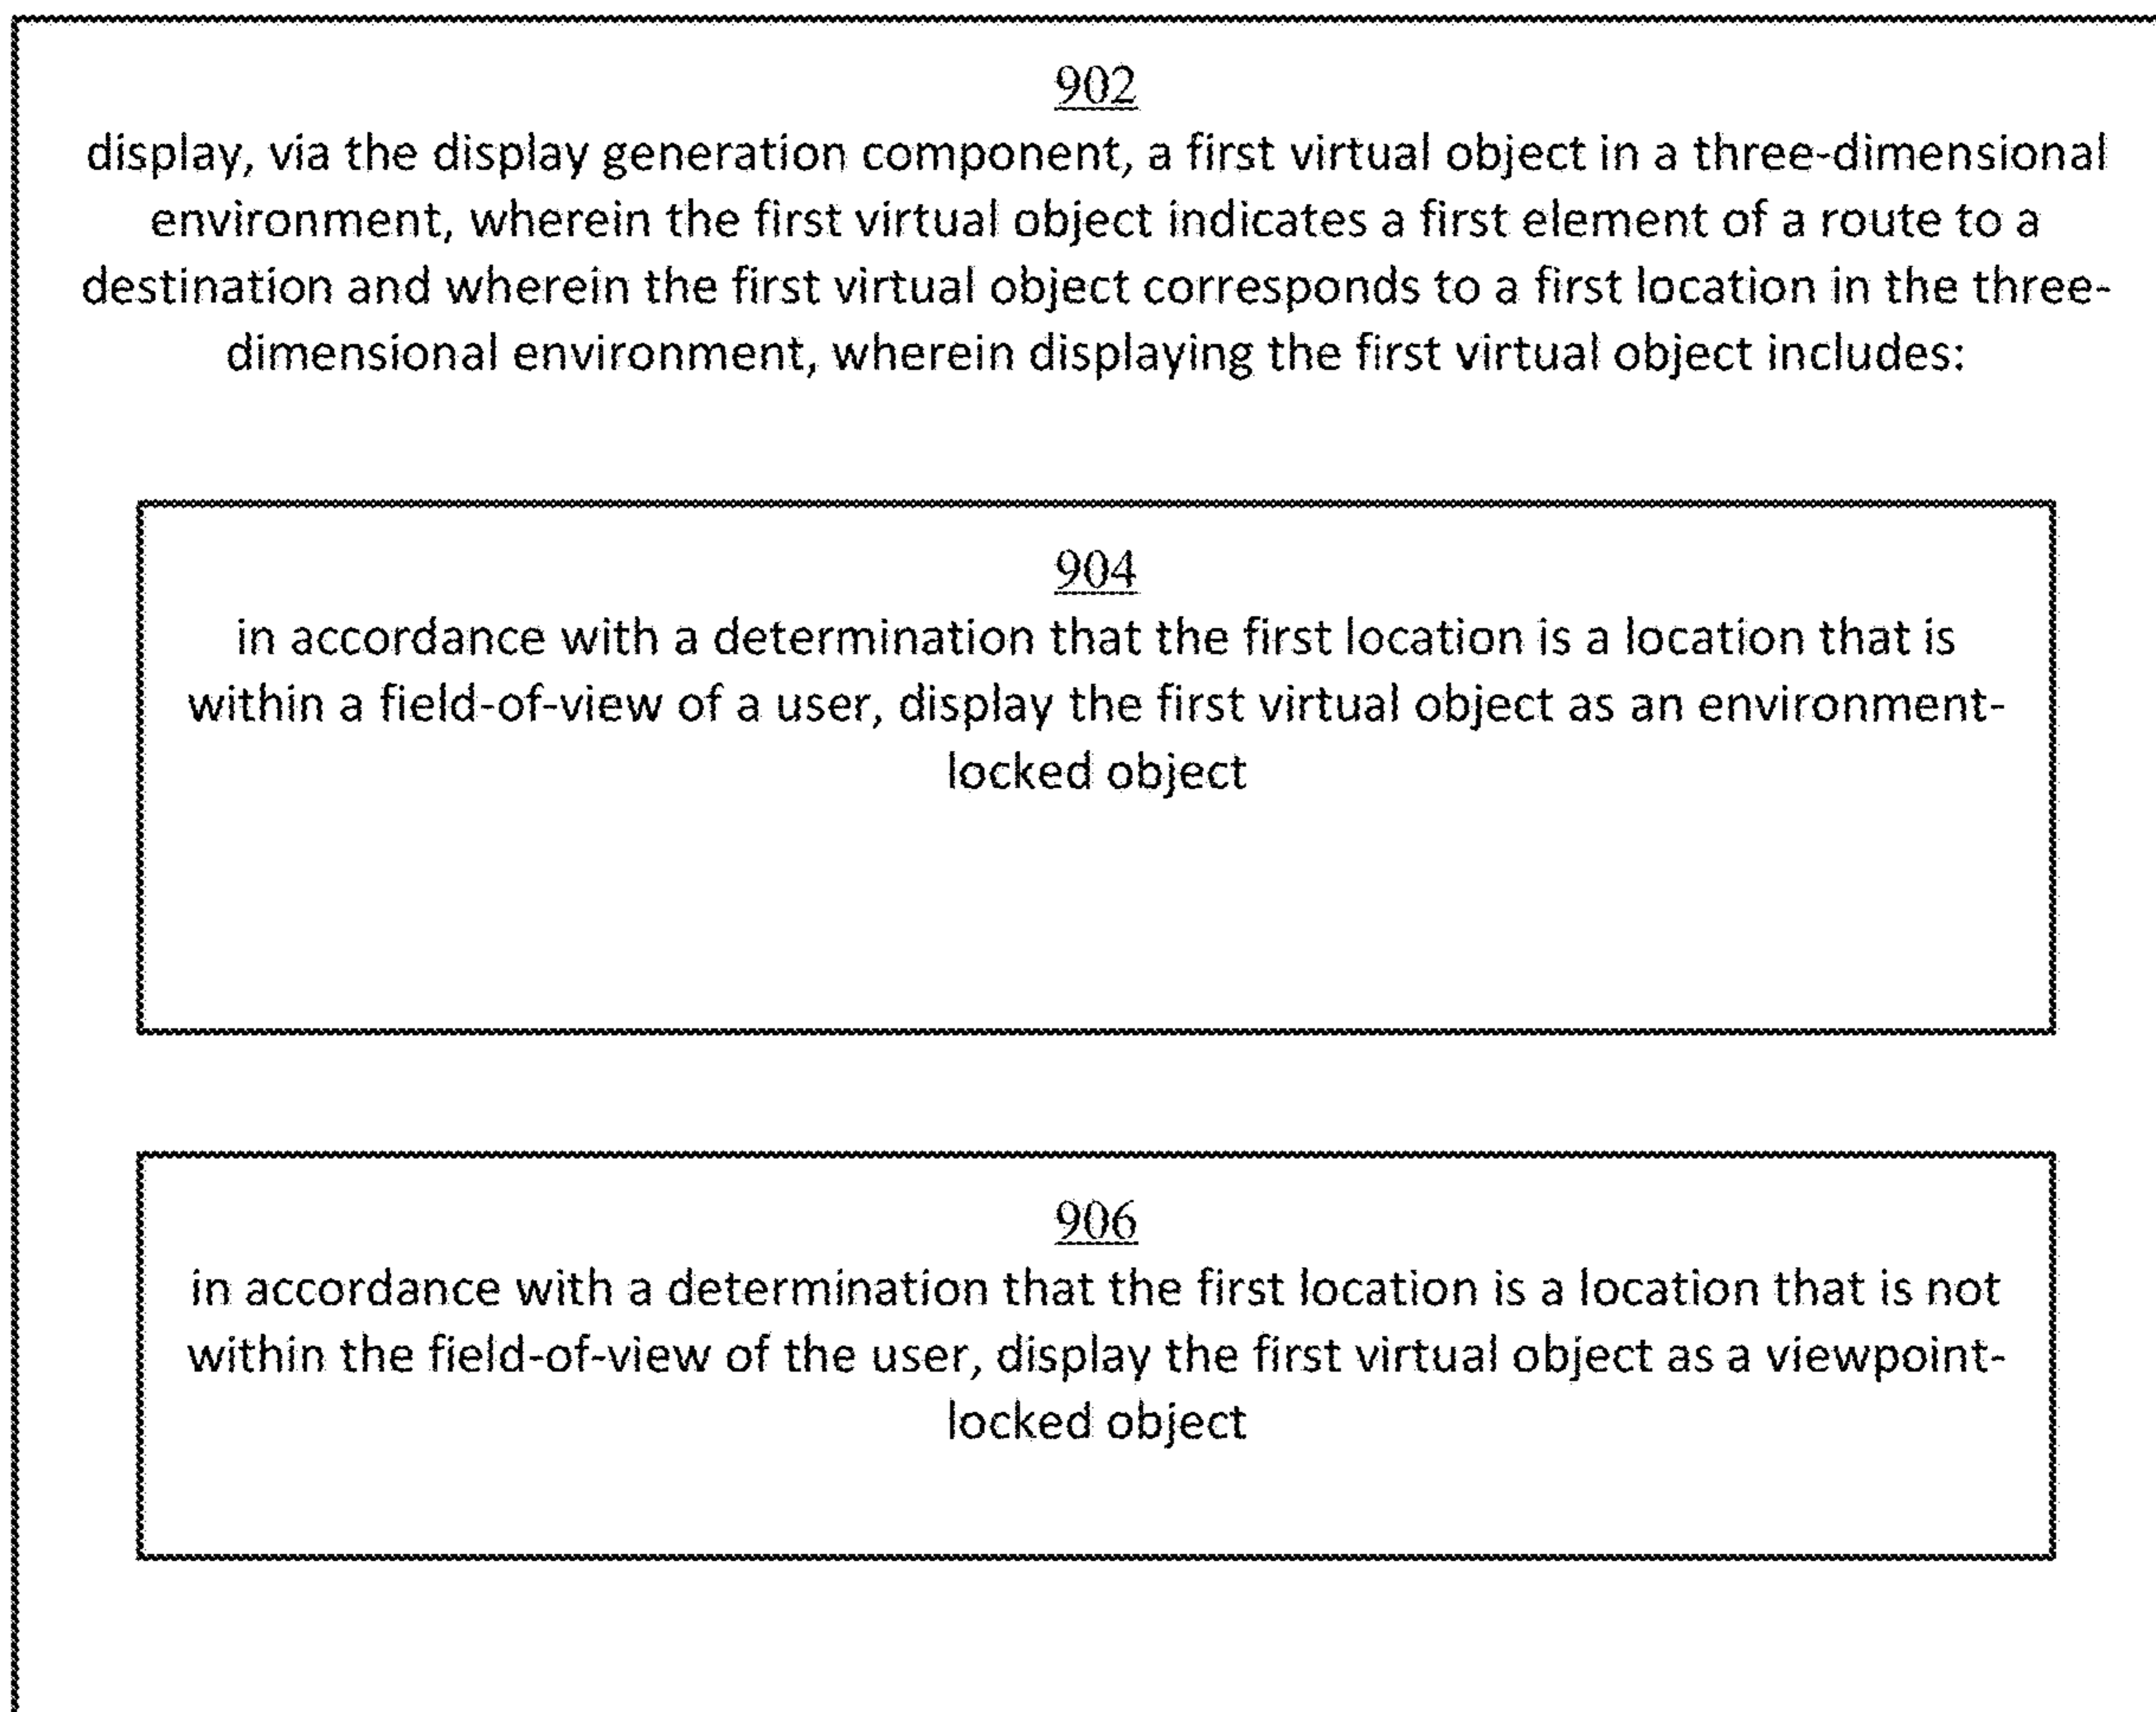 902
display, via the display generation component, a first virtual object in a three-dimensional
environment, wherein the first virtual object indicates a first element of a route to a
destination and wherein the first virtual object corresponds to a first location in the three-
dimensional environment, wherein displaying the first virtual object includes:
904
in accordance with a determination that the first location is a location that is
within a field-of-view of a user, display the first virtual object as an environment-
locked object
906
in accordance with a determination that the first location is a location that is not
within the field-of-view of the user, display the first virtual object as a viewpoint-
locked object